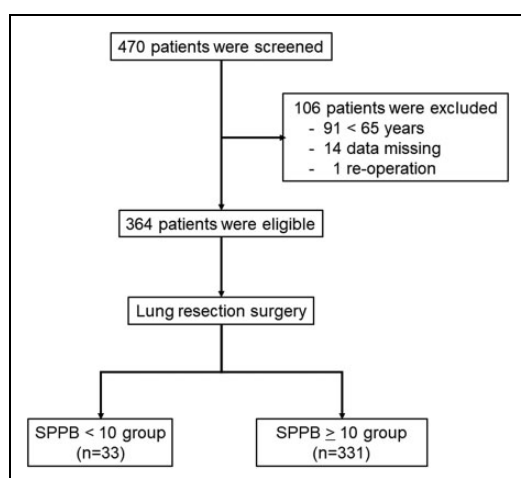 470 patients were screened
106 patients were excluded
- 91 < 65 years
- 14 data missing
- 1 re-operation
364 patients were eligible
Lung resection surgery
SPPB < 10 group
(n=33)
SPPB ≥ 10 group
(n=331)